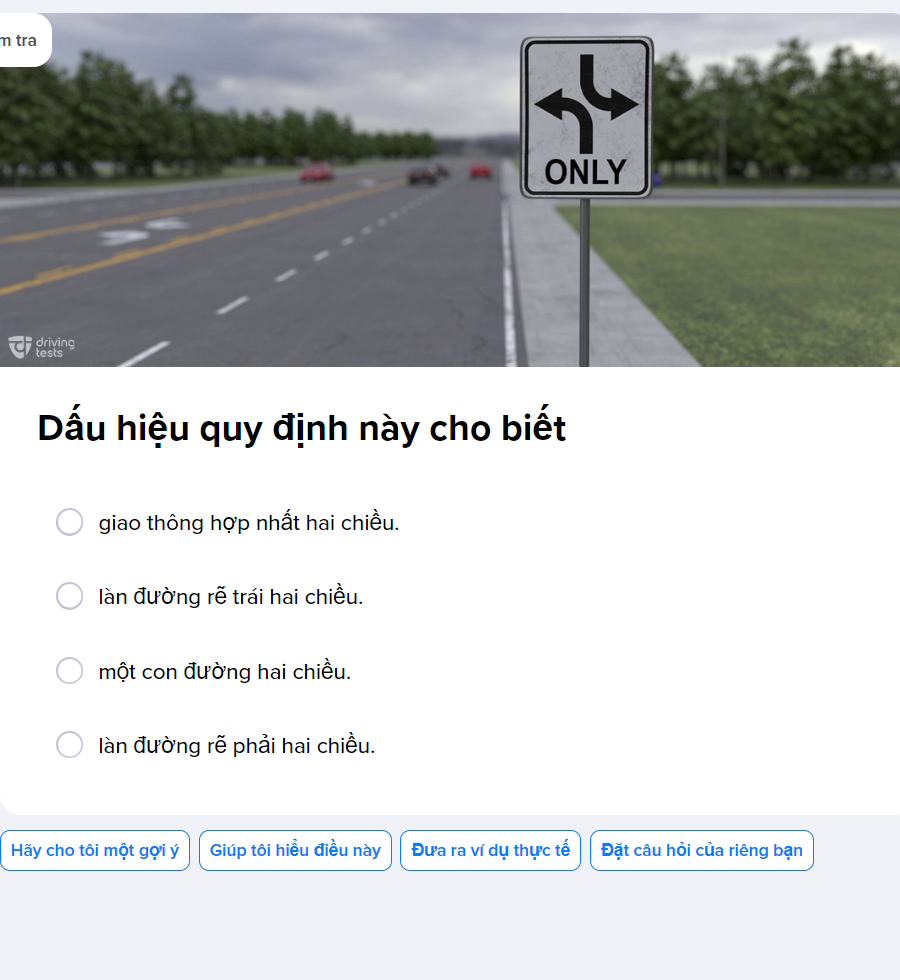 m tra
ONLY
driving
tests
Dấu hiệu quy định này cho biết
giao thông hợp nhất hai chiều.
làn đường rẽ trái hai chiều.
một con đường hai chiều.
làn đường rẽ phải hai chiều.
Hãy cho tôi một gợi ý
Giúp tôi hiểu điều này
Đưa ra ví dụ thực tế
Đặt câu hỏi của riêng bạn